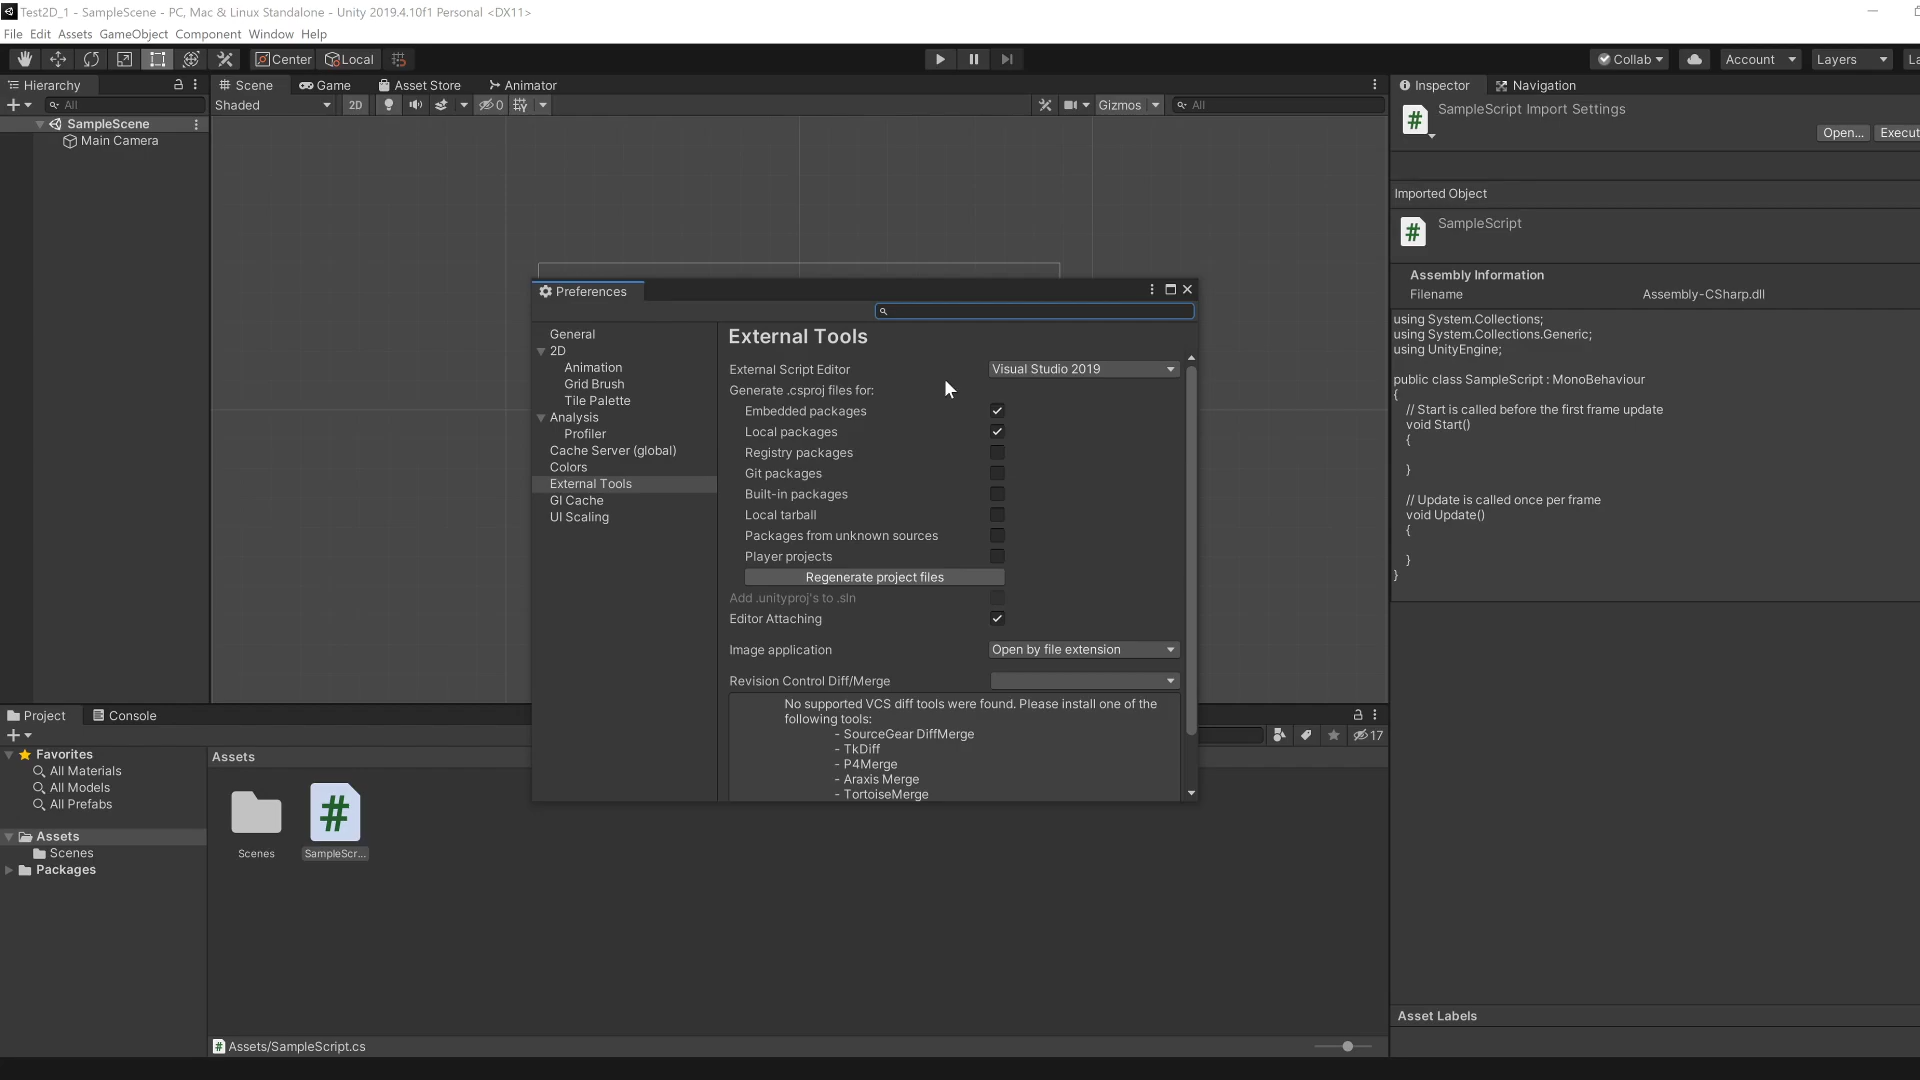 Test2D_1 - SampleScene - PC, Mac & Linux Standalone - Unity 2019.4.10f1 Personal <DX11>
File Edit Assets GameObject Component Window Help
Center Local Collab Account Layers La
Hierarchy
All
SampleScene
Main Camera
Scene Game Asset Store Animator
Shaded 2D 0 Gizmos All
Preferences
General
2D
Animation
Grid Brush
Tile Palette
Analysis
Profiler
Cache Server (global)
Colors
External Tools
GI Cache
UI Scaling
External Tools
External Script Editor Visual Studio 2019
Generate .csproj files for:
Embedded packages
Local packages
Registry packages
Git packages
Built-in packages
Local tarball
Packages from unknown sources
Player projects
Regenerate project files
Add .unityproj's to .sln
Editor Attaching
Image application Open by file extension
Revision Control Diff/Merge
No supported VCS diff tools were found. Please install one of the
following tools:
- SourceGear DiffMerge
- TkDiff
- P4Merge
- Araxis Merge
- TortoiseMerge
Inspector Navigation
SampleScript Import Settings
Open... Execut
Imported Object
# SampleScript
Assembly Information
Filename Assembly-CSharp.dll
using System.Collections;
using System.Collections.Generic;
using UnityEngine;
public class SampleScript : MonoBehaviour
{
// Start is called before the first frame update
void Start()
{
}
// Update is called once per frame
void Update()
{
}
}
Asset Labels
Project Console
17
Favorites
All Materials
All Models
All Prefabs
Assets
Scenes
Packages
Assets
Scenes
# SampleScr...
# Assets/SampleScript.cs